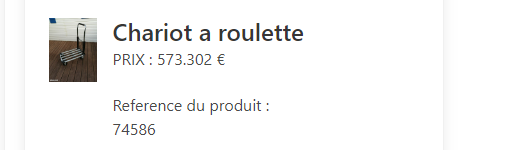 Chariot a roulette
PRIX : 573.302 €
Reference du produit :
74586